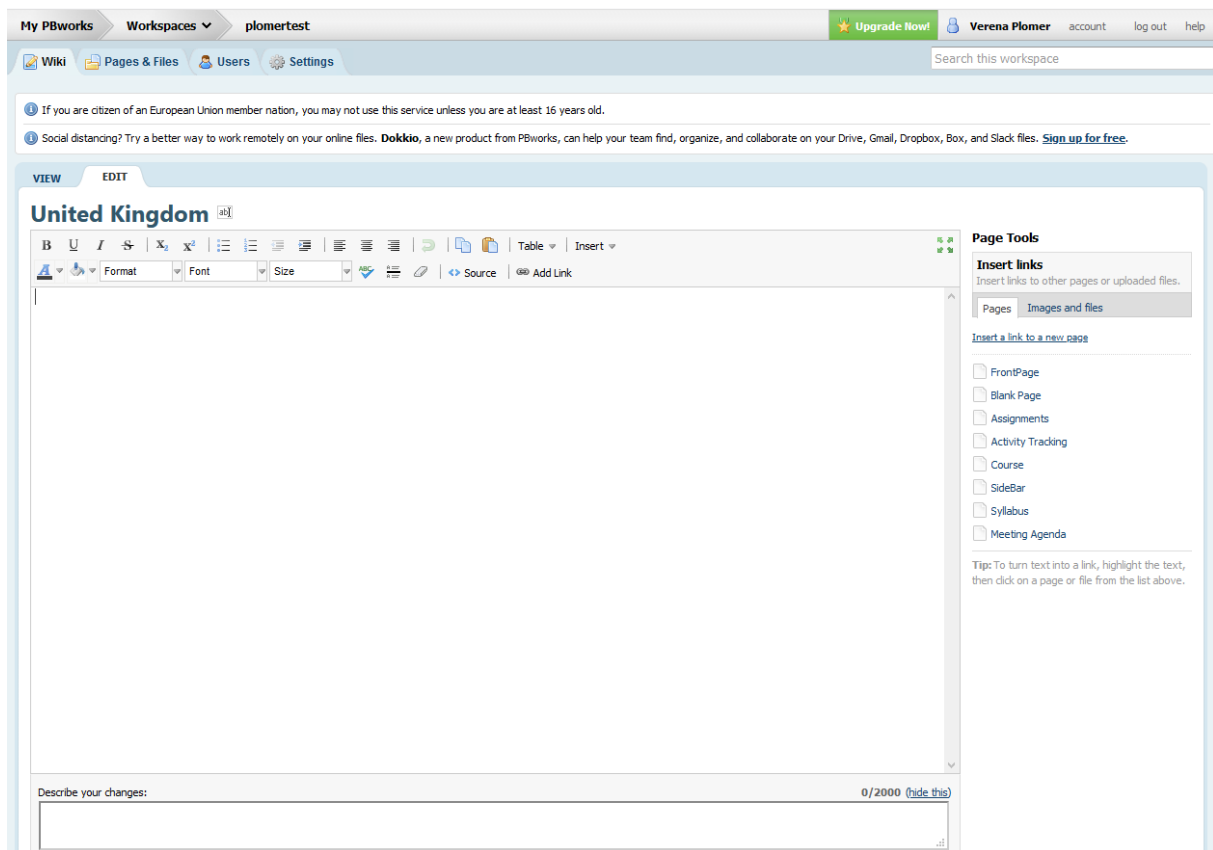 My PBworks Workspaces plomertest Upgrade Now! Verena Plomer account log out help
Wiki Pages & Files Users Settings Search this workspace
If you are citizen of an European Union member nation, you may not use this service unless you are at least 16 years old.
Social distancing? Try a better way to work remotely on your online files. Dokkio, a new product from PBworks, can help your team find, organize, and collaborate on your Drive, Gmail, Dropbox, Box, and Slack files. Sign up for free.
VIEW EDIT
United Kingdom ab
B U I S X₂ x² Table Insert
A Format Font Size ABC Source Add Link
Page Tools
Insert links
Insert links to other pages or uploaded files.
Pages Images and files
Insert a link to a new page
FrontPage
Blank Page
Assignments
Activity Tracking
Course
SideBar
Syllabus
Meeting Agenda
Tip: To turn text into a link, highlight the text,
then click on a page or file from the list above.
Describe your changes: 0/2000 (hide this)